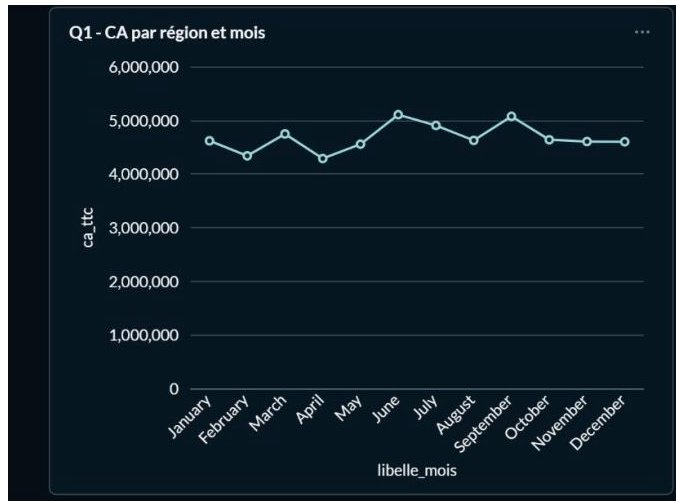 Q1 - CA par région et mois
...
6,000,000
5,000,000
4,000,000
3,000,000
2,000,000
1,000,000
0
ca_ttc
January
February
March
April
May
June
July
August
September
October
November
December
libelle_mois